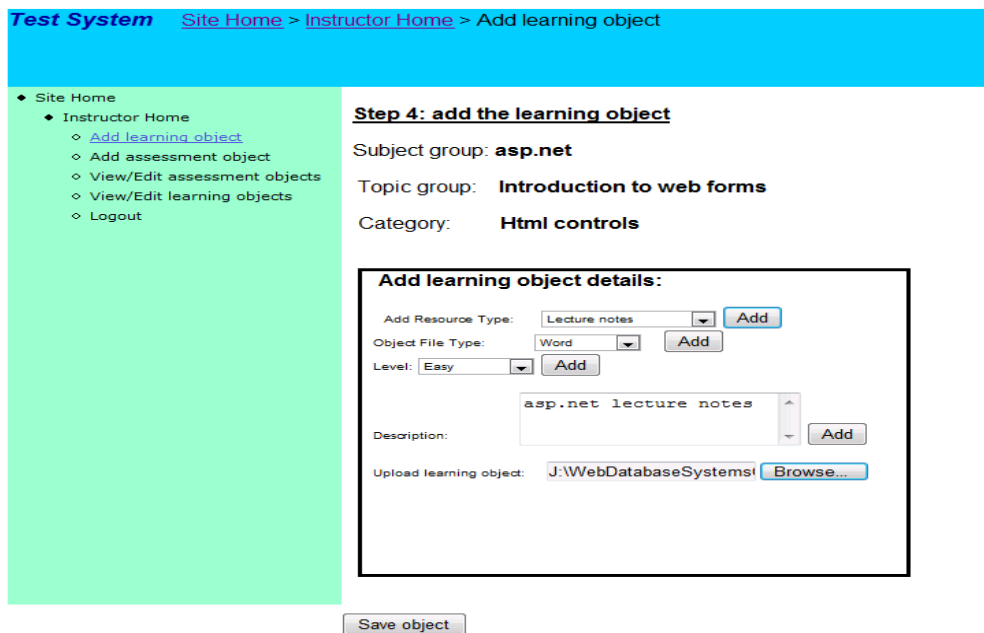 Test System Site Home > Instructor Home > Add learning object
Site Home
Instructor Home
Add learning object
Add assessment object
View/Edit assessment objects
View/Edit learning objects
Logout
Step 4: add the learning object
Subject group: asp.net
Topic group: Introduction to web forms
Category: Html controls
Add learning object details:
Add Resource Type: Lecture notes Add
Object File Type: Word Add
Level: Easy Add
asp.net lecture notes
Description: Add
Upload learning object: J:\WebDatabaseSystems Browse...
Save object